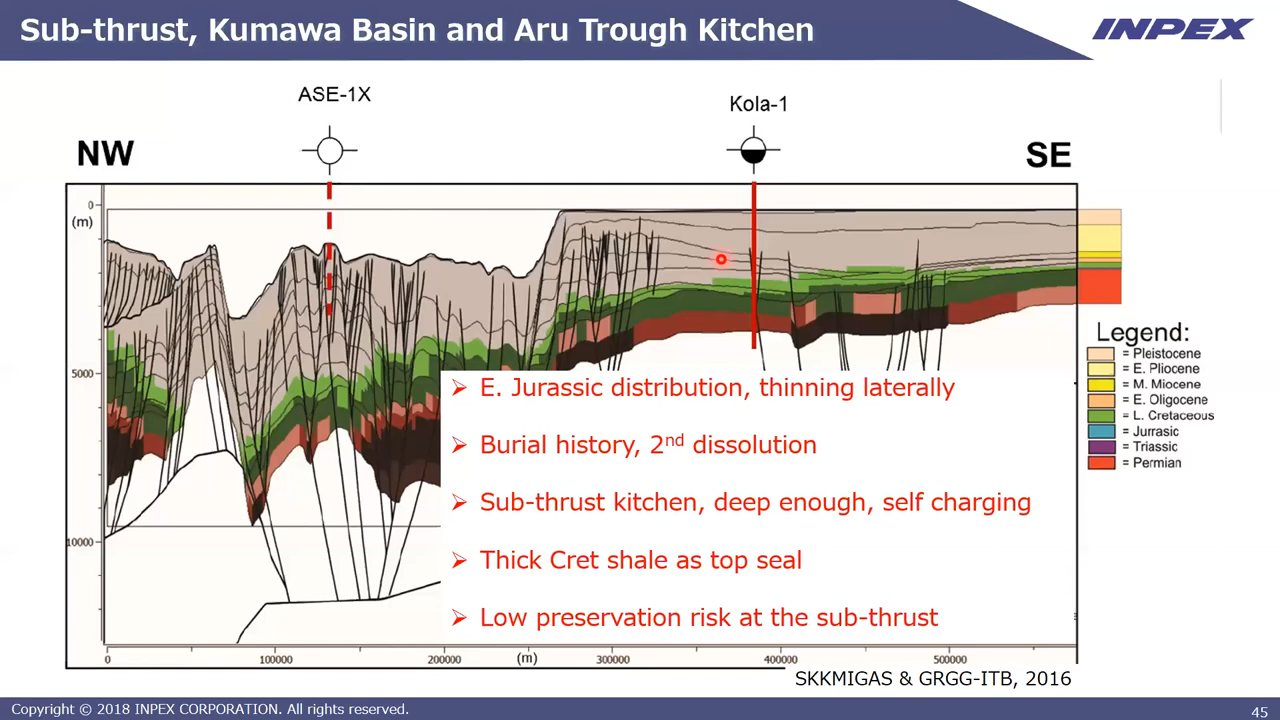 Sub-thrust, Kumawa Basin and Aru Trough Kitchen
INPEX
ASE-1X
Kola-1
NW
SE
0
(m)
5000
10000
Legend:
= Pleistocene
= E. Pliocene
= M. Miocene
= E. Oligocene
= L. Cretaceous
= Jurrasic
= Triassic
= Permian
➢ E. Jurassic distribution, thinning laterally
➢ Burial history, 2nd dissolution
➢ Sub-thrust kitchen, deep enough, self charging
➢ Thick Cret shale as top seal
➢ Low preservation risk at the sub-thrust
0 100000 200000 (m) 300000 400000 500000
SKKMIGAS & GRGG-ITB, 2016
Copyright © 2018 INPEX CORPORATION. All rights reserved.
45